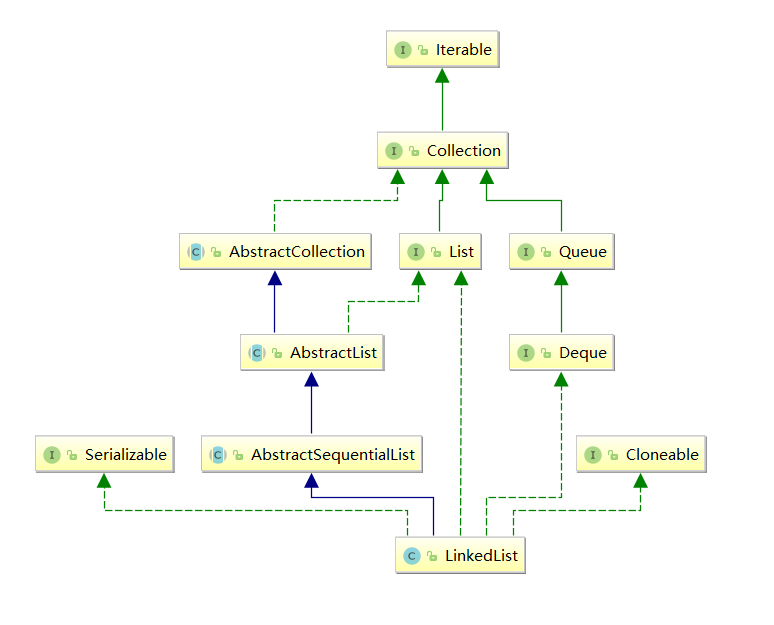 I Iterable
I Collection
C AbstractCollection
I List
I Queue
C AbstractList
I Deque
I Serializable
C AbstractSequentialList
I Cloneable
C LinkedList